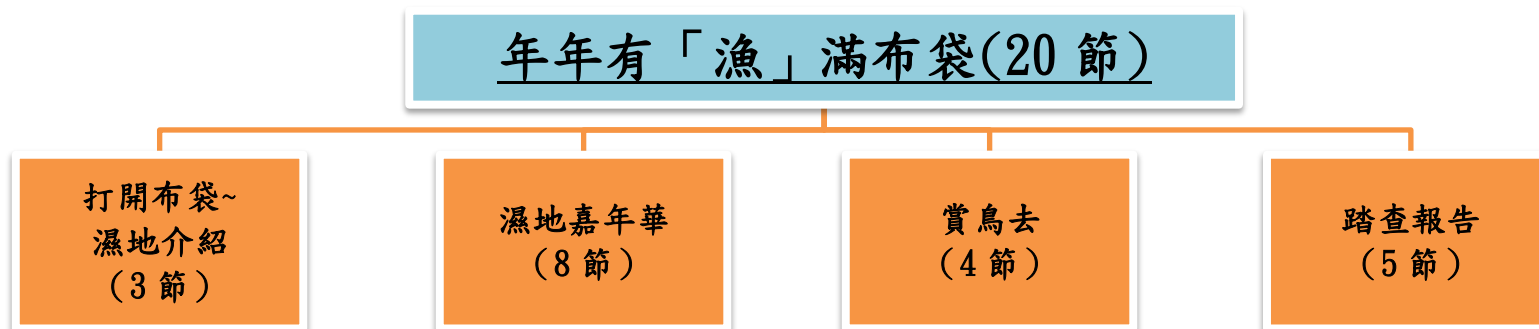 年年有「漁」滿布袋(20 節)
打開布袋~
濕地介紹
(3 節)
濕地嘉年華
(8 節)
賞鳥去
(4 節)
踏查報告
(5 節)